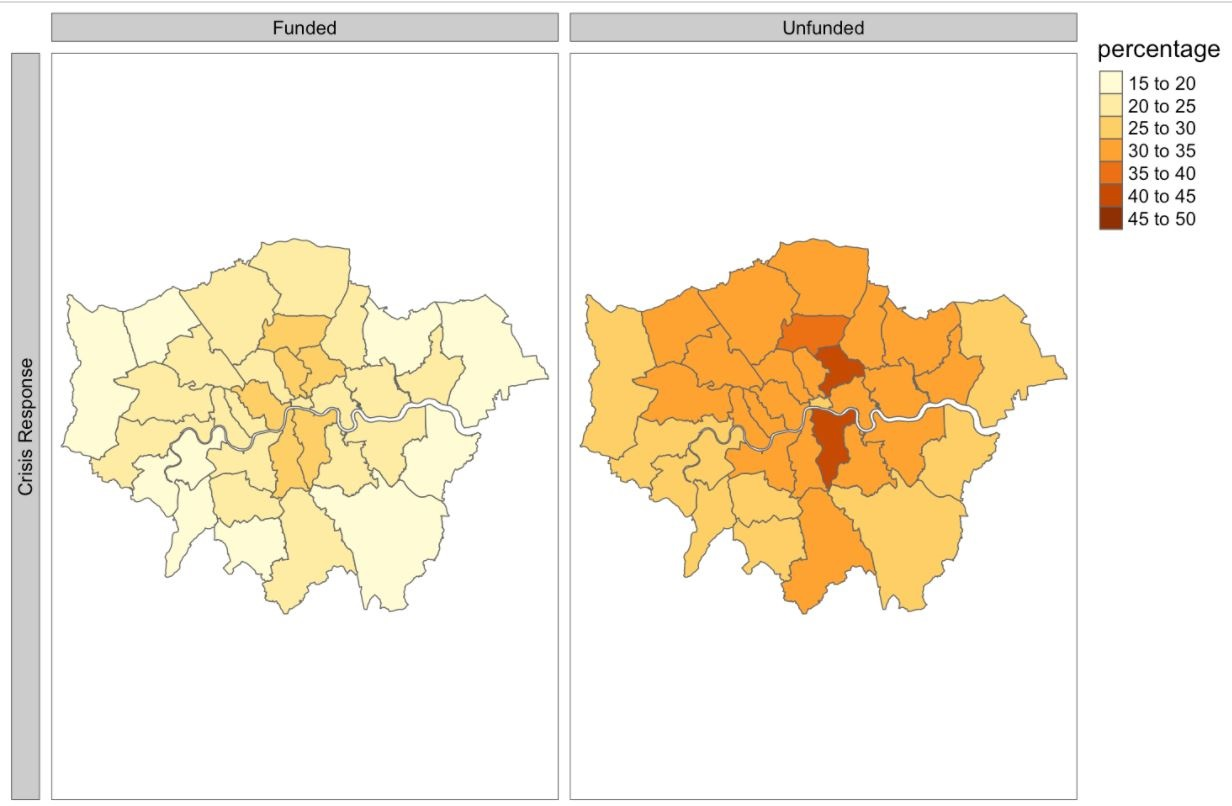 Funded
Unfunded
percentage
15 to 20
20 to 25
25 to 30
30 to 35
35 to 40
40 to 45
45 to 50
Crisis Response